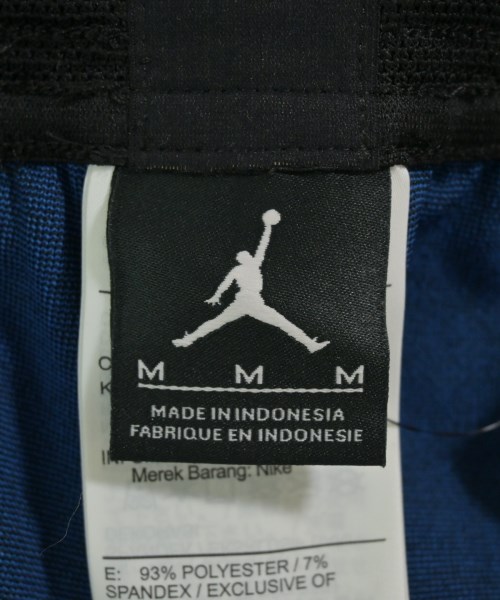 M M M
MADE IN INDONESIA
FABRIQUE EN INDONESIE
Merek Barang: Nike
E: 93% POLYESTER / 7%
SPANDEX / EXCLUSIVE OF